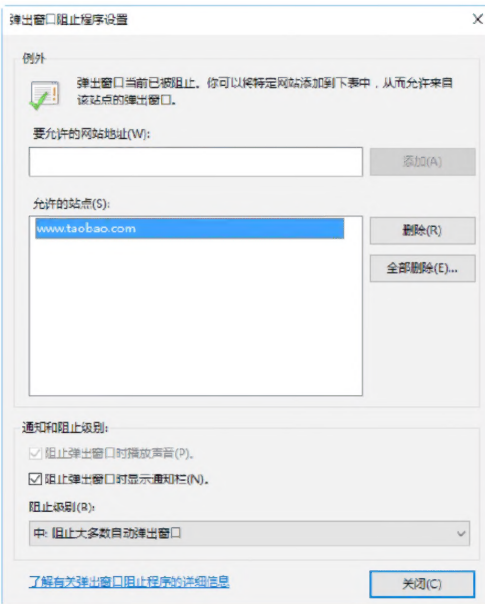 弹出窗口阻止程序设置
例外
弹出窗口当前已被阻止。你可以将特定网站添加到下表中，从而允许来自
该站点的弹出窗口。
要允许的网站地址(W):
添加(A)
允许的站点(S):
www.taobao.com
删除(R)
全部删除(E)...
通知和阻止级别:
阻止弹出窗口时播放声音(P)。
阻止弹出窗口时显示通知栏(N)。
阻止级别(B):
中: 阻止大多数自动弹出窗口
了解有关弹出窗口阻止程序的详细信息
关闭(C)